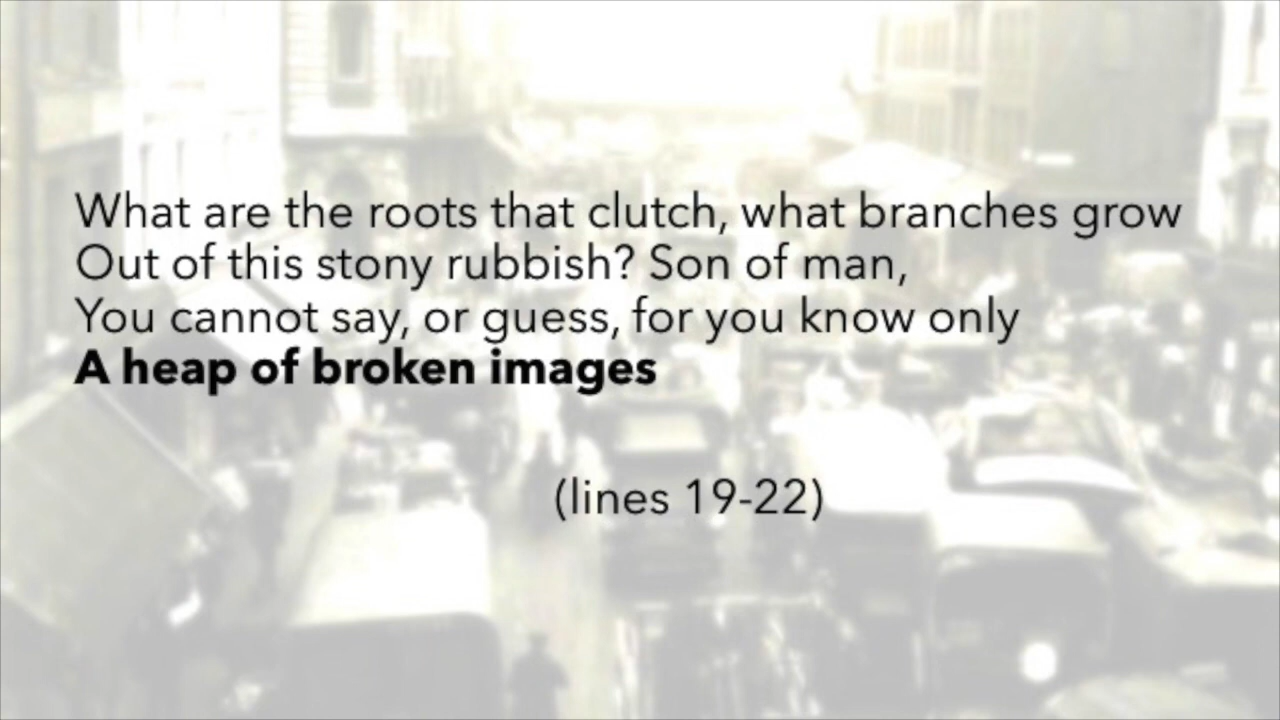 What are the roots that clutch, what branches grow
Out of this stony rubbish? Son of man,
You cannot say, or guess, for you know only
A heap of broken images
(lines 19-22)